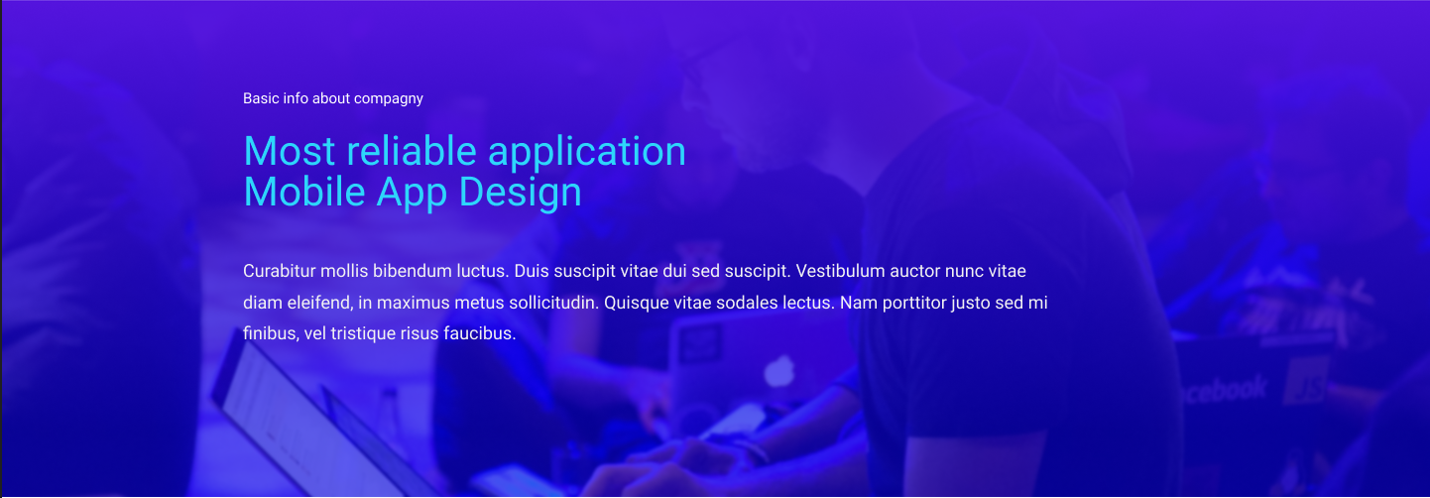 Basic info about compagny
Most reliable application
Mobile App Design
Curabitur mollis bibendum luctus. Duis suscipit vitae dui sed suscipit. Vestibulum auctor nunc vitae
diam eleifend, in maximus metus sollicitudin. Quisque vitae sodales lectus. Nam porttitor justo sed mi
finibus, vel tristique risus faucibus.
cebook
JS